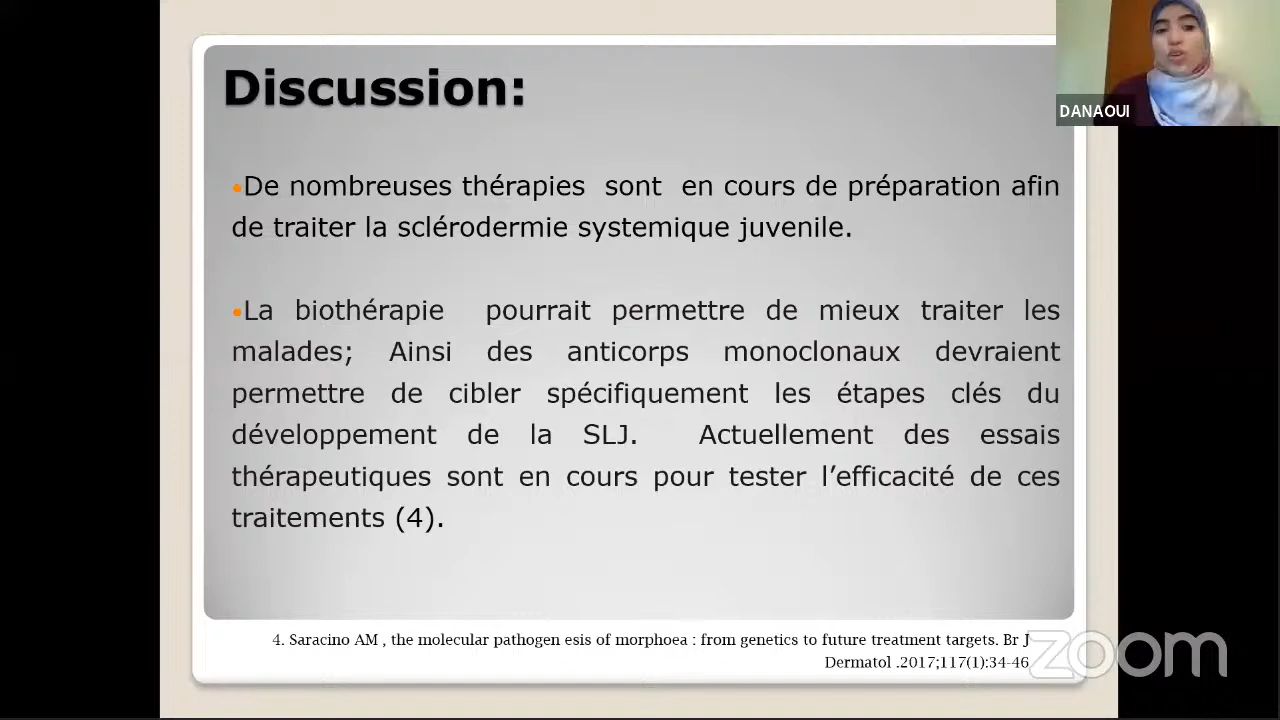 Discussion:
DANAOUI
•De nombreuses thérapies sont en cours de préparation afin
de traiter la sclérodermie systemique juvenile.
•La biothérapie pourrait permettre de mieux traiter les
malades; Ainsi des anticorps monoclonaux devraient
permettre de cibler spécifiquement les étapes clés du
développement de la SLJ. Actuellement des essais
thérapeutiques sont en cours pour tester l’efficacité de ces
traitements (4).
4. Saracino AM , the molecular pathogen esis of morphoea : from genetics to future treatment targets. Br J
Dermatol .2017;117(1):34-46
zoom